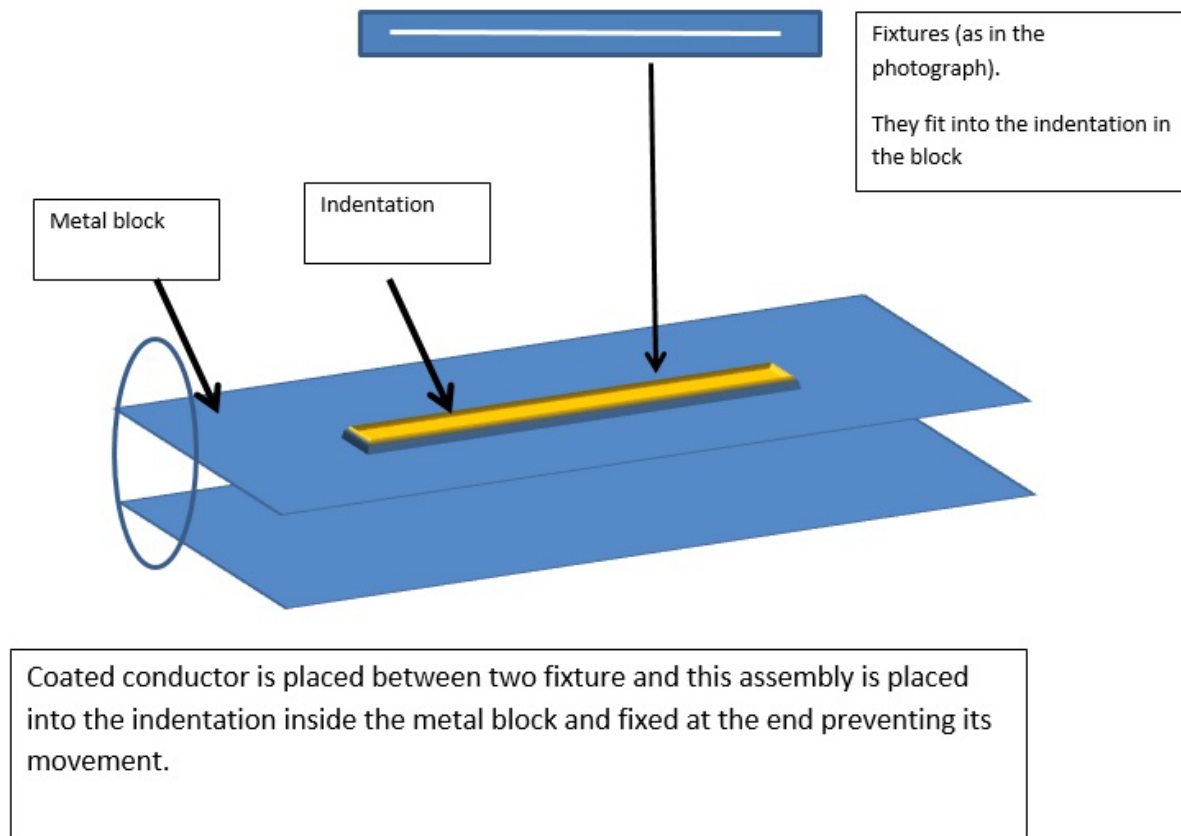 Fixtures (as in the
photograph).
They fit into the indentation in
the block
Metal block
Indentation
Coated conductor is placed between two fixture and this assembly is placed
into the indentation inside the metal block and fixed at the end preventing its
movement.